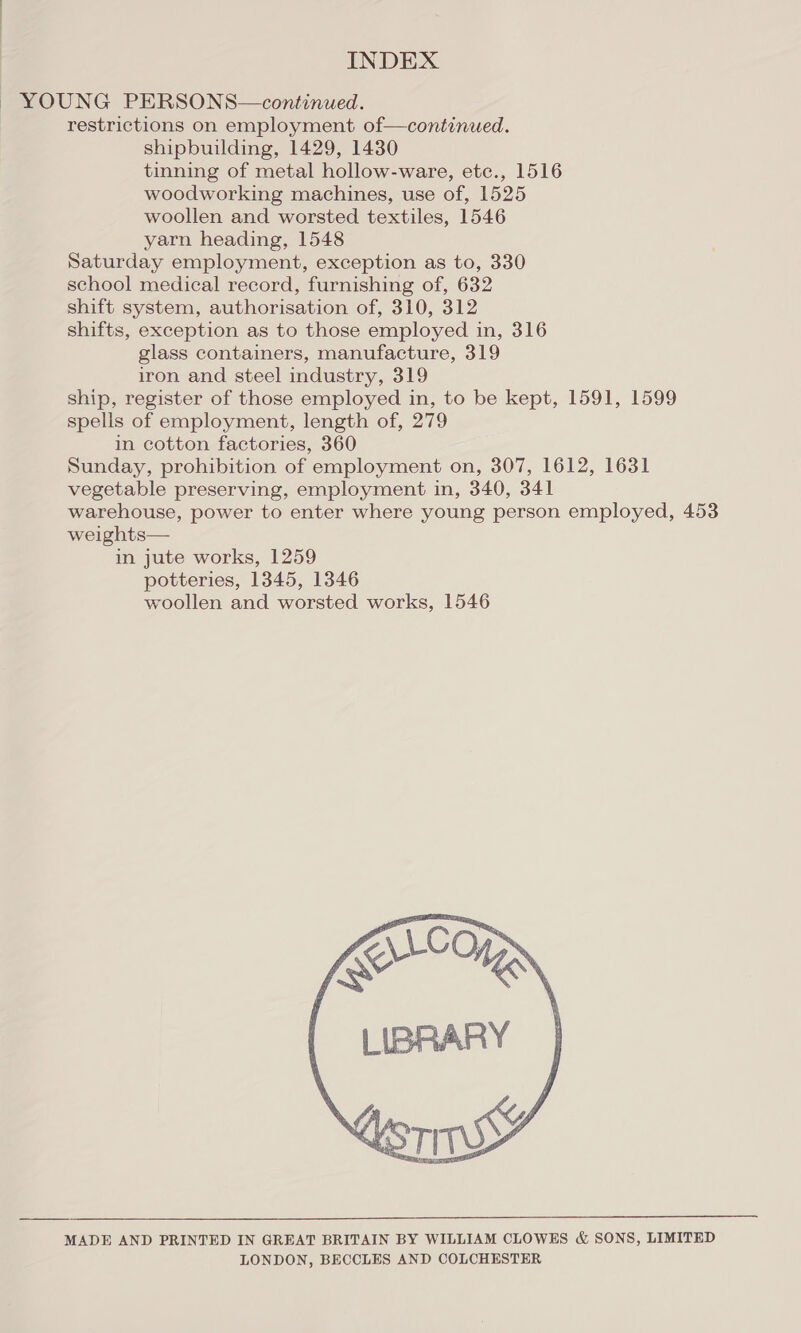 INDEX
YOUNG PERSONS—continued.
restrictions on employment of—continued.
shipbuilding, 1429, 1430
tinning of metal hollow-ware, etc., 1516
woodworking machines, use of, 1525
woollen and worsted textiles, 1546
yarn heading, 1548
Saturday employment, exception as to, 330
school medical record, furnishing of, 632
shift system, authorisation of, 310, 312
shifts, exception as to those employed in, 316
glass containers, manufacture, 319
iron and steel industry, 319
ship, register of those employed in, to be kept, 1591, 1599
spells of employment, length of, 279
in cotton factories, 360
Sunday, prohibition of employment on, 307, 1612, 1631
vegetable preserving, employment in, 340, 341
warehouse, power to enter where young person employed, 453
weights—
in jute works, 1259
potteries, 1345, 1346
woollen and worsted works, 1546
WELLCOME
LIBRARY
INSTITUTE
MADE AND PRINTED IN GREAT BRITAIN BY WILLIAM CLOWES & SONS, LIMITED
LONDON, BECCLES AND COLCHESTER